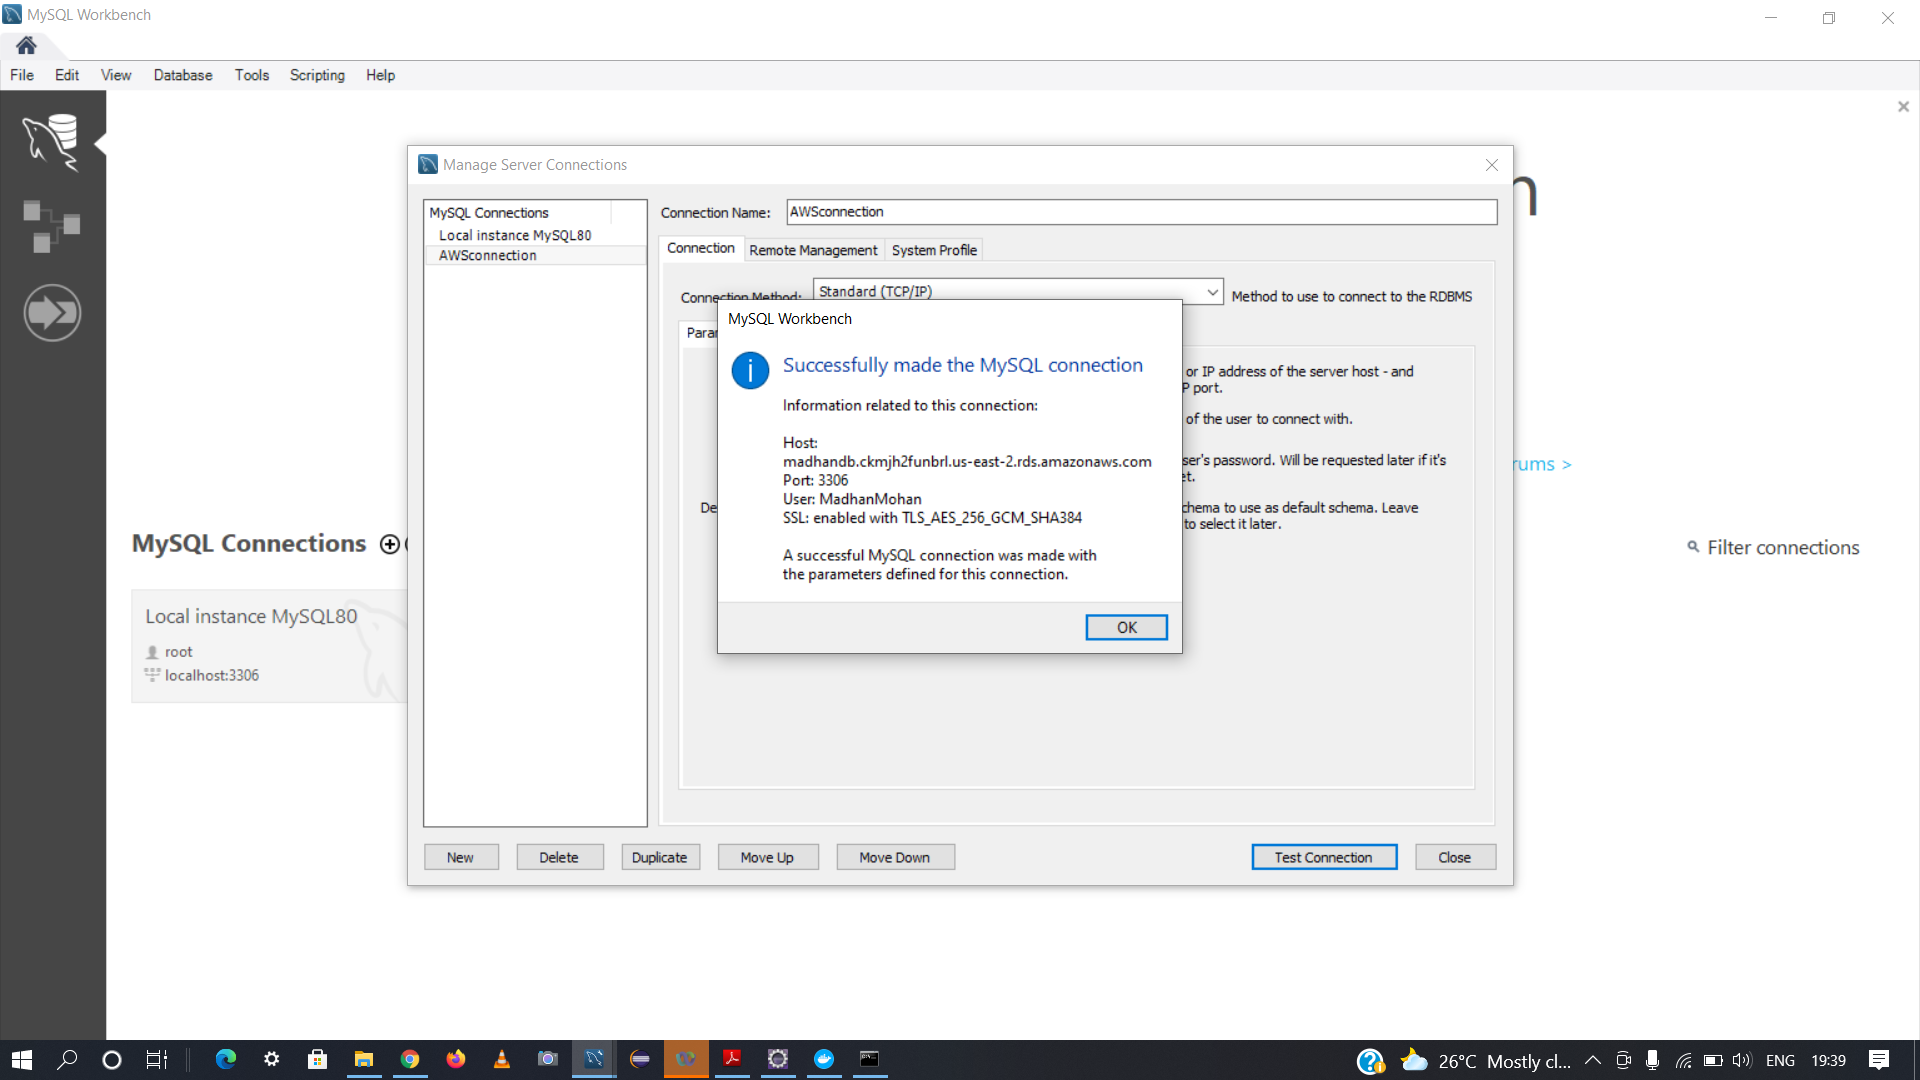 MySQL Workbench
File Edit View Database Tools Scripting Help
Manage Server Connections
MySQL Connections
Local instance MySQL80
AWSconnection
Connection Name: AWSconnection
Connection Remote Management System Profile
Connection Method: Standard (TCP/IP) Method to use to connect to the RDBMS
MySQL Workbench
Successfully made the MySQL connection
Information related to this connection:
Host:
madhandb.ckmjh2funbrl.us-east-2.rds.amazonaws.com
Port: 3306
User: MadhanMohan
SSL: enabled with TLS_AES_256_GCM_SHA384
A successful MySQL connection was made with
the parameters defined for this connection.
OK
or IP address of the server host - and
port.
of the user to connect with.
password. Will be requested later if it's
to use as default schema. Leave
to select it later.
MySQL Connections
Filter connections
Local instance MySQL80
root
localhost:3306
New Delete Duplicate Move Up Move Down Test Connection Close
26°C Mostly cl... ENG 19:39